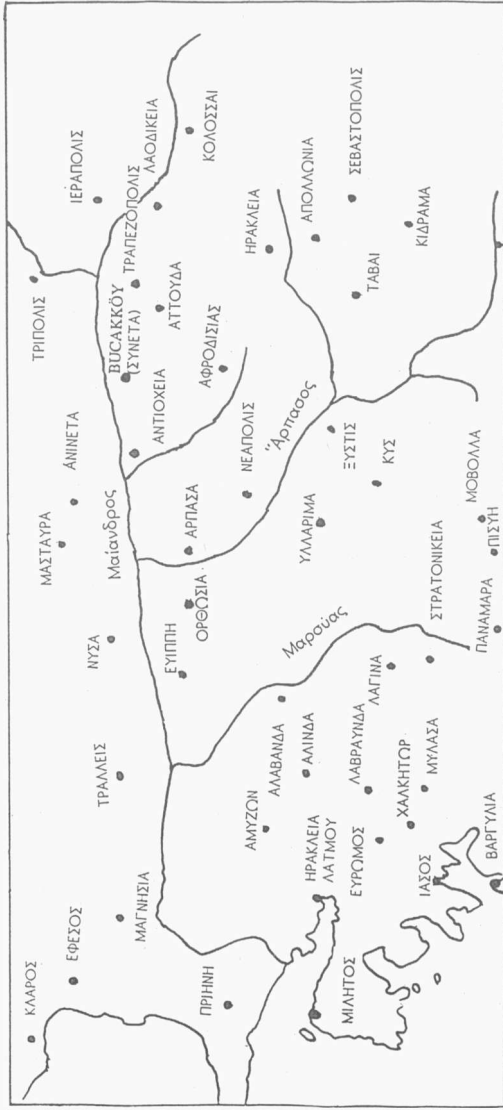 ΚΛΑΡΟΣ
ΕΦΕΣΟΣ
ΜΑΓΝΗΣΙΑ
ΠΡΙΗΝΗ
ΤΡΑΛΛΕΙΣ
ΝΥΣΑ
ΜΑΣΤΑΥΡΑ
ΑΝΙΝΕΤΑ
ΤΡΙΠΟΛΙΣ
ΙΕΡΑΠΟΛΙΣ
Μαίανδρος
ΑΝΤΙΟΧΕΙΑ
BUCAKKÖY
(ΣΥΝΕΤΑ)
ΤΡΑΠΕΖΟΠΟΛΙΣ
ΛΑΟΔΙΚΕΙΑ
ΚΟΛΟΣΣΑΙ
ΑΤΤΟΥΔΑ
ΑΦΡΟΔΙΣΙΑΣ
ΕΥΙΠΠΗ
ΟΡΘΩΣΙΑ
ΑΡΠΑΣΑ
ΝΕΑΠΟΛΙΣ
Ἅρπασος
ΗΡΑΚΛΕΙΑ
ΑΠΟΛΛΩΝΙΑ
ΣΕΒΑΣΤΟΠΟΛΙΣ
ΤΑΒΑΙ
ΚΙΔΡΑΜΑ
ΑΜΥΖΩΝ
ΑΛΑΒΑΝΔΑ
ΑΛΙΝΔΑ
Μαρσύας
ΥΛΛΑΡΙΜΑ
ΞΥΣΤΙΣ
ΚΥΣ
ΗΡΑΚΛΕΙΑ
ΛΑΤΜΟΥ
ΜΙΛΗΤΟΣ
ΕΥΡΩΜΟΣ
ΛΑΒΡΑΥΝΔΑ
ΛΑΓΙΝΑ
ΧΑΛΚΗΤΩΡ
ΜΥΛΑΣΑ
ΣΤΡΑΤΟΝΙΚΕΙΑ
ΙΑΣΟΣ
ΒΑΡΓΥΛΙΑ
ΠΑΝΑΜΑΡΑ
ΠΙΣΥΗ
ΜΟΒΟΛΛΑ